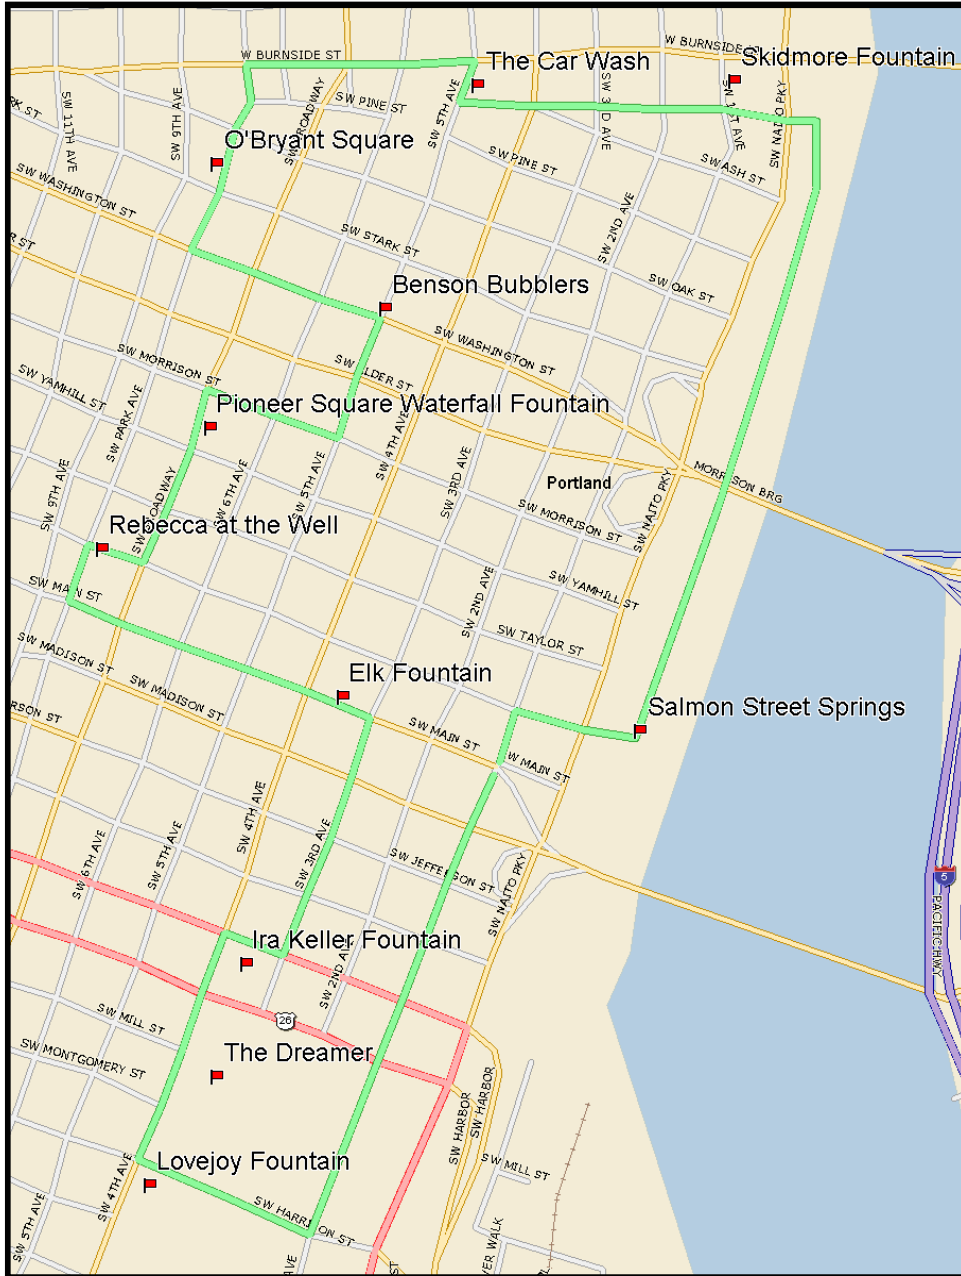 W BURNSIDE ST
W BURNSIDE ST
The Car Wash
Skidmore Fountain
SW 11TH AVE
SW 9TH AVE
SW PINE ST
SW 5TH AVE
SW 3RD AVE
SW 1ST AVE
SW NAITO PKY
O'Bryant Square
SW BROADWAY
SW PINE ST
SW ASH ST
SW WASHINGTON ST
SW STARK ST
SW 2ND AVE
SW OAK ST
Benson Bubblers
SW WASHINGTON ST
SW MORRISON ST
SW ALDER ST
SW YAMHILL ST
SW PARK AVE
Pioneer Square Waterfall Fountain
SW 4TH AVE
SW 9TH AVE
SW BROADWAY
SW 6TH AVE
SW 5TH AVE
SW 3RD AVE
Portland
MORRISON BRG
SW MORRISON ST
SW NAITO PKY
Rebecca at the Well
SW MAIN ST
SW 2ND AVE
SW YAMHILL ST
SW TAYLOR ST
SW MADISON ST
SW MADISON ST
Elk Fountain
RSON ST
SW MAIN ST
Salmon Street Springs
W MAIN ST
SW 4TH AVE
SW 3RD AVE
SW 6TH AVE
SW 5TH AVE
SW JEFFERSON ST
SW NAITO PKY
5
PACIFIC HWY
Ira Keller Fountain
SW 2ND AVE
SW MILL ST
26
SW MONTGOMERY ST
The Dreamer
SW HARBOR
SW HARBOR
Lovejoy Fountain
SW MILL ST
SW 4TH AVE
SW 5TH AVE
SW HARRISON ST
AVE
ST
VER WALK